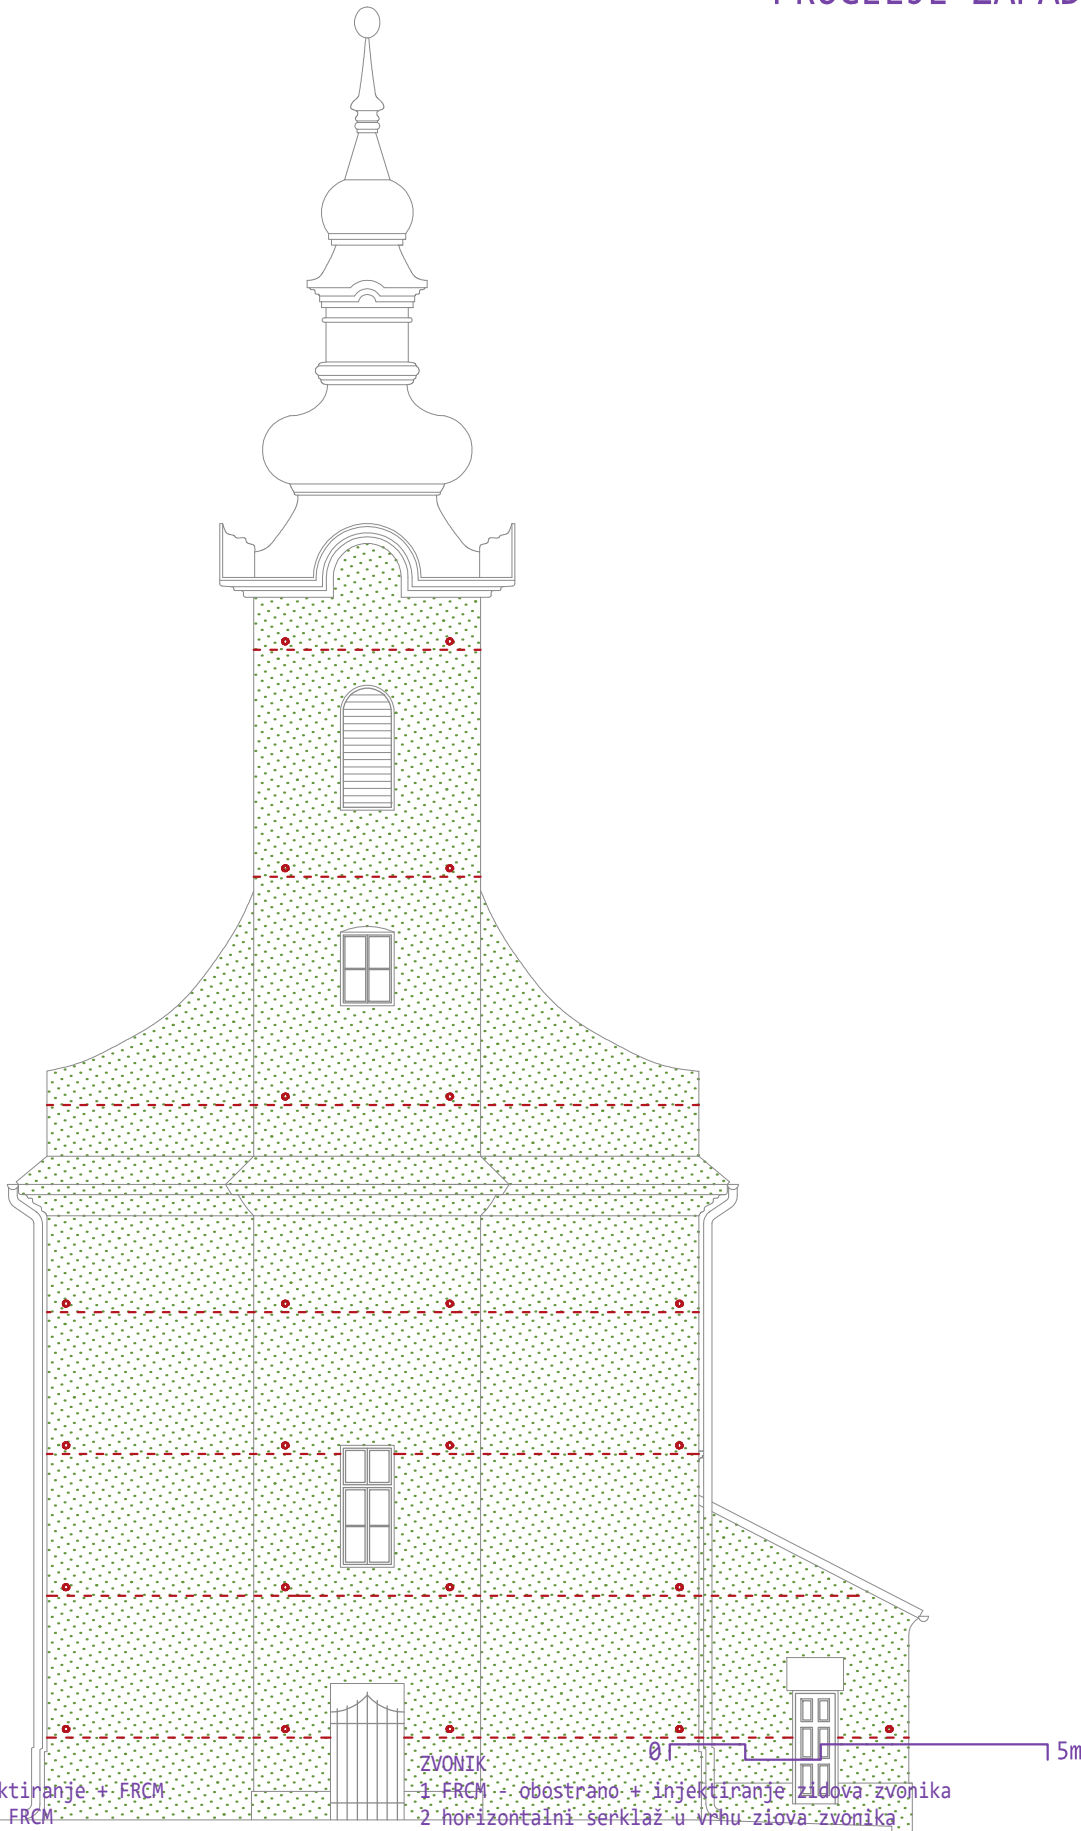 PROČELJE ZAPAD
0 5m
ktiranje + FRCM
FRCM
ZVONIK
1 FRCM - obostrano + injektiranje zidova zvonika
2 horizontalni serklaž u vrhu ziova zvonika